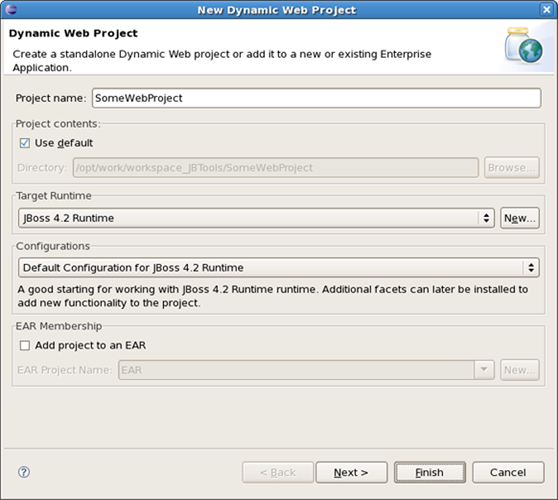 New Dynamic Web Project
Dynamic Web Project
Create a standalone Dynamic Web project or add it to a new or existing Enterprise
Application.
Project name: SomeWebProject
Project contents:
Use default
Directory: /opt/work/workspace_JBTools/SomeWebProject Browse...
Target Runtime
JBoss 4.2 Runtime New...
Configurations
Default Configuration for JBoss 4.2 Runtime
A good starting for working with JBoss 4.2 Runtime runtime. Additional facets can later be installed to
add new functionality to the project.
EAR Membership
Add project to an EAR
EAR Project Name: EAR New...
? < Back Next > Finish Cancel